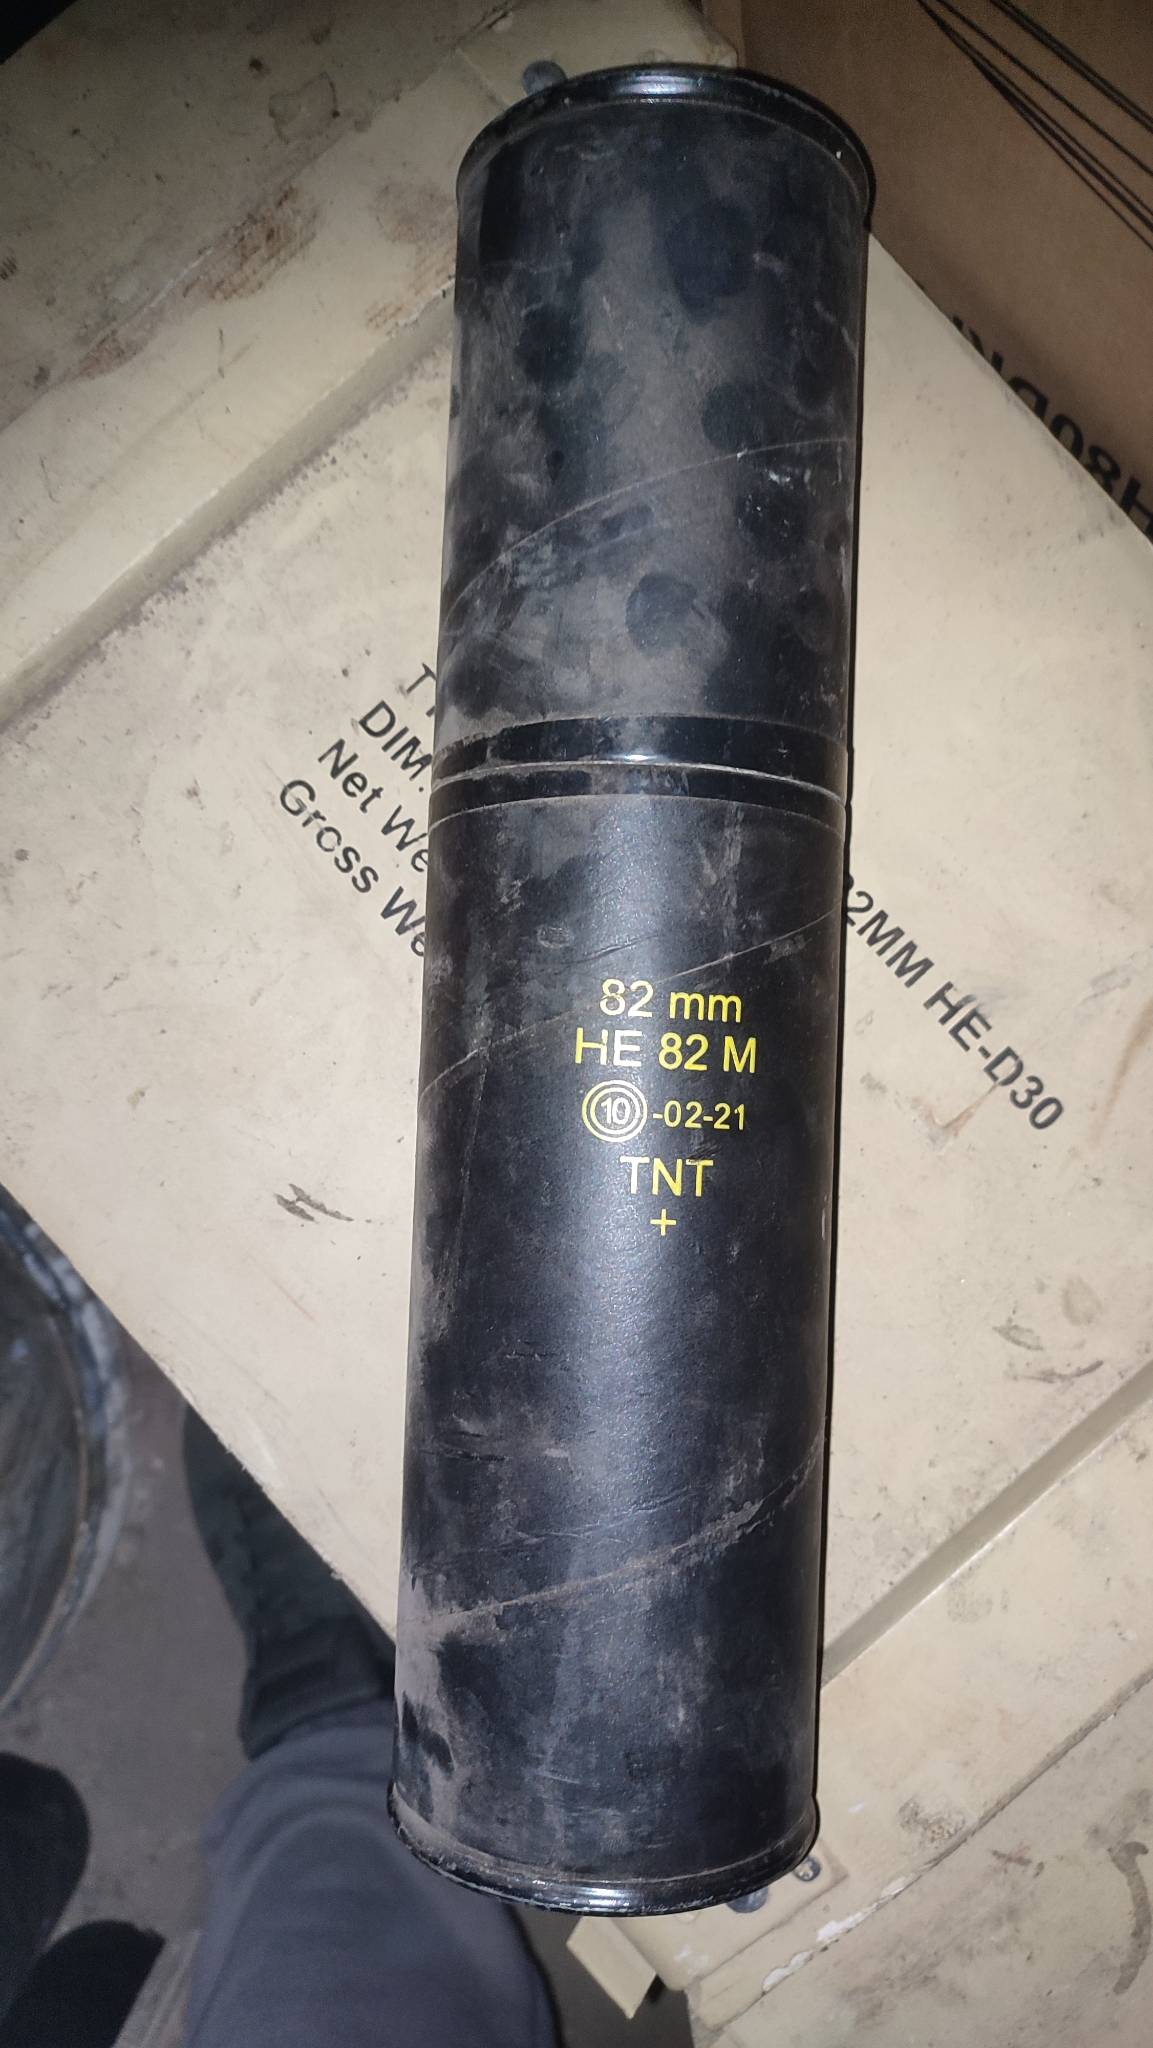 82 mm
HE 82 M
10 -02-21
TNT
+
DIM.
Net We
Gross We
2MM HE-D30